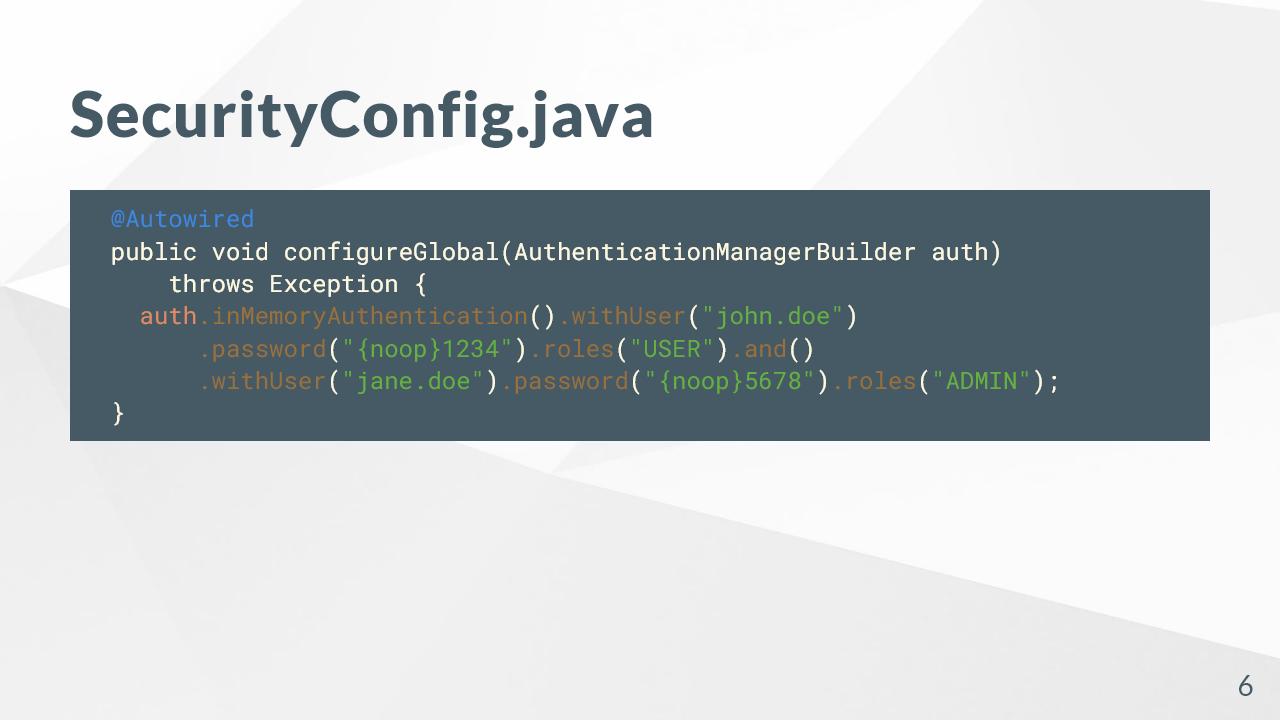 SecurityConfig.java
@Autowired
public void configureGlobal(AuthenticationManagerBuilder auth)
    throws Exception {
  auth.inMemoryAuthentication().withUser("john.doe")
      .password("{noop}1234").roles("USER").and()
      .withUser("jane.doe").password("{noop}5678").roles("ADMIN");
}
6